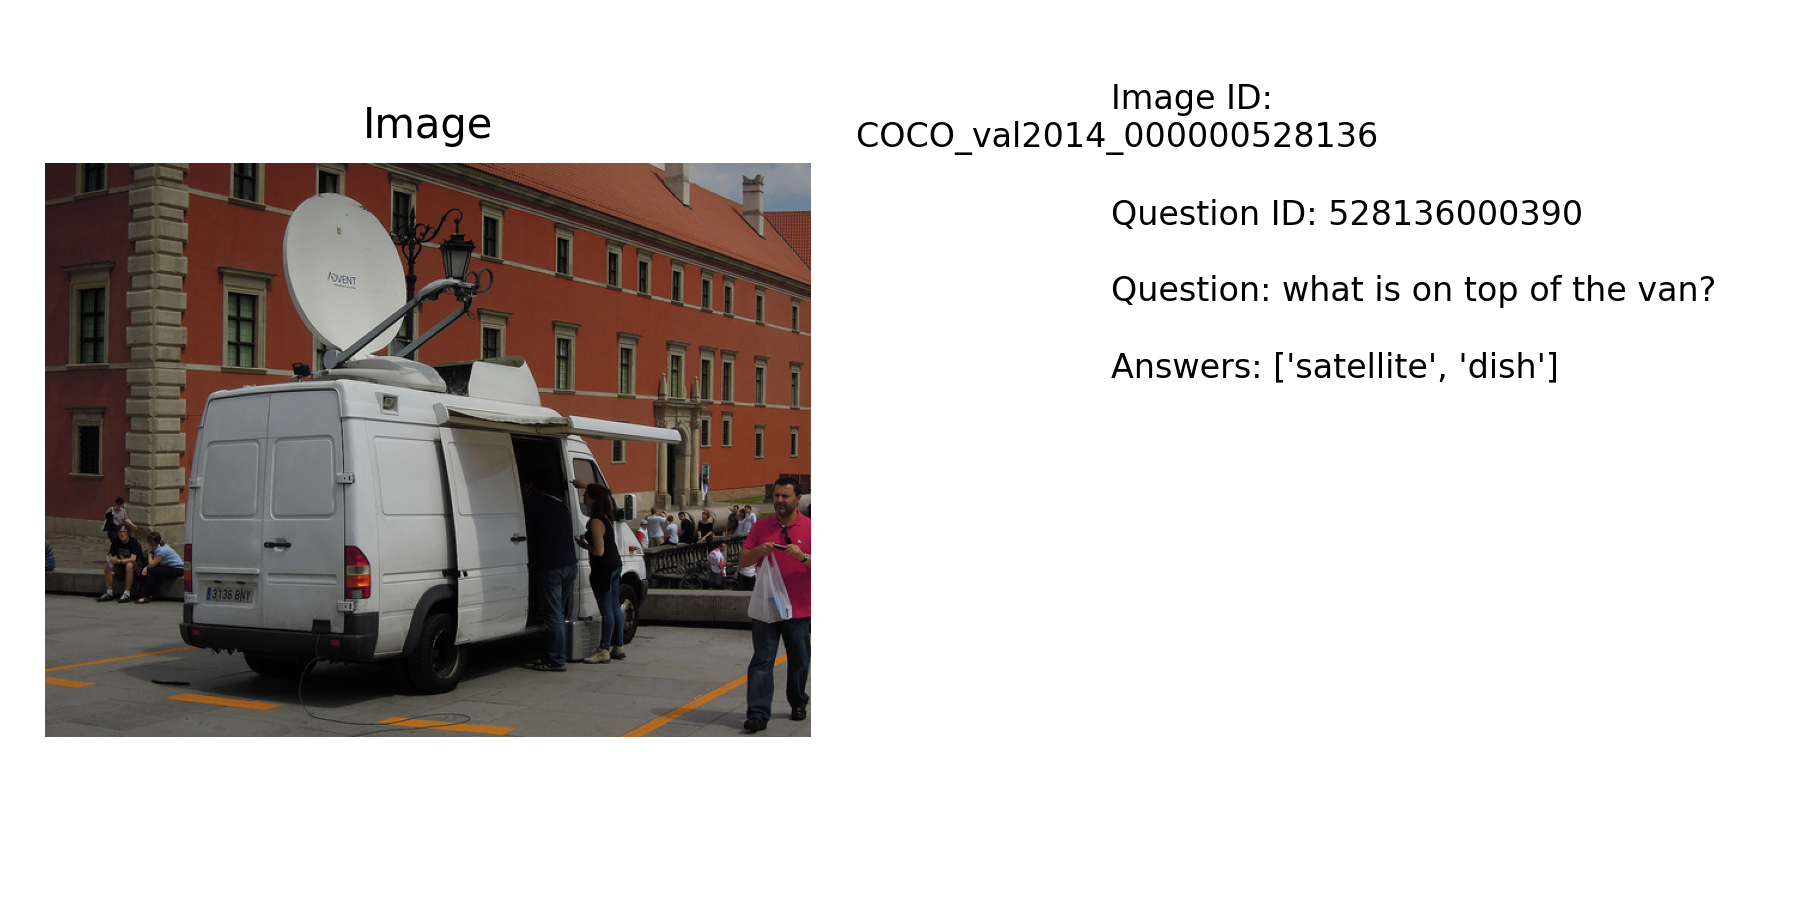 Image
ADVENT
3136 BNY
Image ID:
COCO_val2014_000000528136
Question ID: 528136000390
Question: what is on top of the van?
Answers: ['satellite', 'dish']